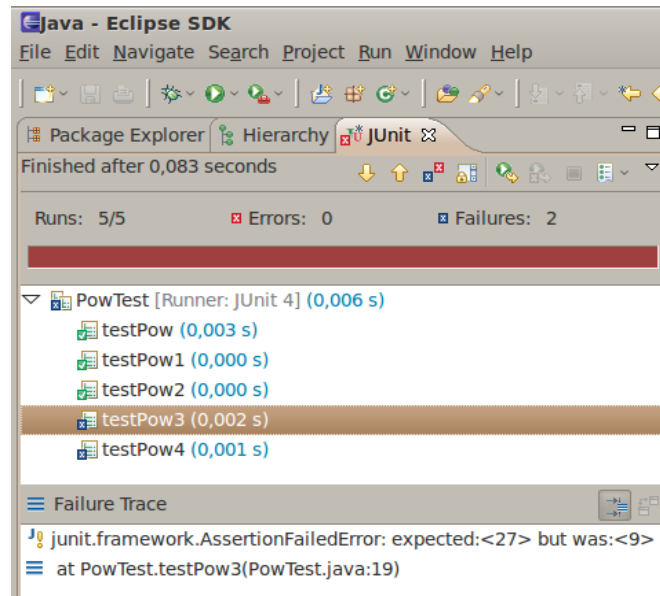 Java - Eclipse SDK
File Edit Navigate Search Project Run Window Help
Package Explorer Hierarchy JUnit
Finished after 0,083 seconds
Runs: 5/5 Errors: 0 Failures: 2
PowTest [Runner: JUnit 4] (0,006 s)
testPow (0,003 s)
testPow1 (0,000 s)
testPow2 (0,000 s)
testPow3 (0,002 s)
testPow4 (0,001 s)
Failure Trace
junit.framework.AssertionFailedError: expected:<27> but was:<9>
at PowTest.testPow3(PowTest.java:19)